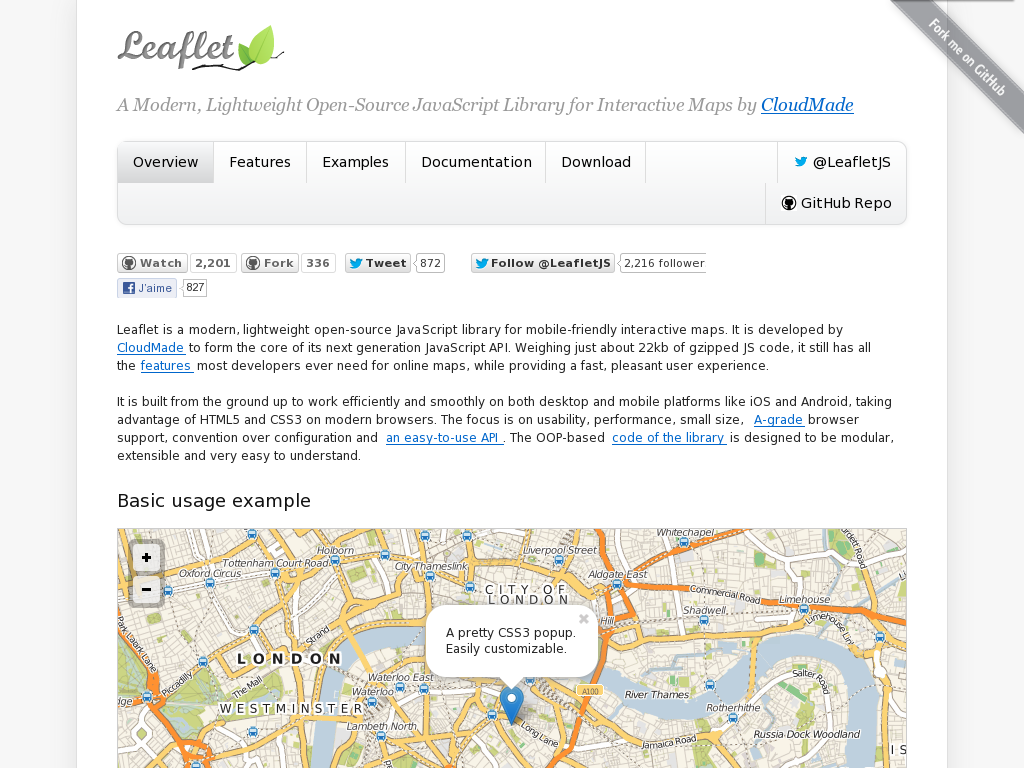 Leaflet
Fork me on GitHub
A Modern, Lightweight Open-Source JavaScript Library for Interactive Maps by CloudMade
Overview Features Examples Documentation Download @LeafletJS
GitHub Repo
Watch 2,201 Fork 336 Tweet 872 Follow @LeafletJS 2,216 follower
J'aime 827
Leaflet is a modern, lightweight open-source JavaScript library for mobile-friendly interactive maps. It is developed by
CloudMade to form the core of its next generation JavaScript API. Weighing just about 22kb of gzipped JS code, it still has all
the features most developers ever need for online maps, while providing a fast, pleasant user experience.
It is built from the ground up to work efficiently and smoothly on both desktop and mobile platforms like iOS and Android, taking
advantage of HTML5 and CSS3 on modern browsers. The focus is on usability, performance, small size, A-grade browser
support, convention over configuration and an easy-to-use API . The OOP-based code of the library is designed to be modular,
extensible and very easy to understand.
Basic usage example
+
−
Whitechapel
Holborn
Liverpool Street
Tottenham Court Road
City Thameslink
Oxford Circus
Aldgate East
CITY OF
LONDON
Commercial Road
Limehouse
Shadwell
Hill
Limehouse Lin
Park Lane
Strand
A pretty CSS3 popup.
Easily customizable.
×
LONDON
Piccadilly
The Mall
Waterloo East
Waterloo
Salter Road
A100
River Thames
WESTMINSTER
Rotherhithe
Lambeth North
Long Lane
Jamaica Road
Russia Dock Woodland
IS